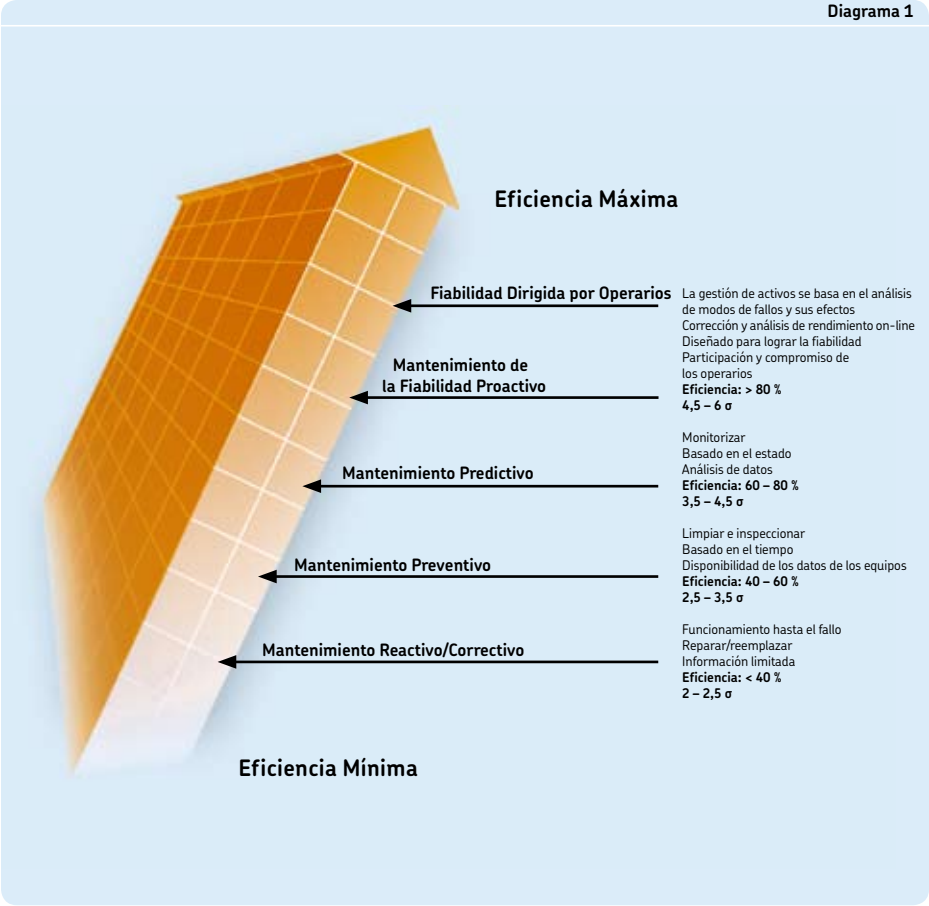 Diagrama 1
Eficiencia Máxima
Fiabilidad Dirigida por Operarios
La gestión de activos se basa en el análisis
de modos de fallos y sus efectos
Corrección y análisis de rendimiento on-line
Diseñado para lograr la fiabilidad
Participación y compromiso de
los operarios
Eficiencia: > 80 %
4,5 – 6 σ
Mantenimiento de
la Fiabilidad Proactivo
Mantenimiento Predictivo
Monitorizar
Basado en el estado
Análisis de datos
Eficiencia: 60 – 80 %
3,5 – 4,5 σ
Mantenimiento Preventivo
Limpiar e inspeccionar
Basado en el tiempo
Disponibilidad de los datos de los equipos
Eficiencia: 40 – 60 %
2,5 – 3,5 σ
Mantenimiento Reactivo/Correctivo
Funcionamiento hasta el fallo
Reparar/reemplazar
Información limitada
Eficiencia: < 40 %
2 – 2,5 σ
Eficiencia Mínima